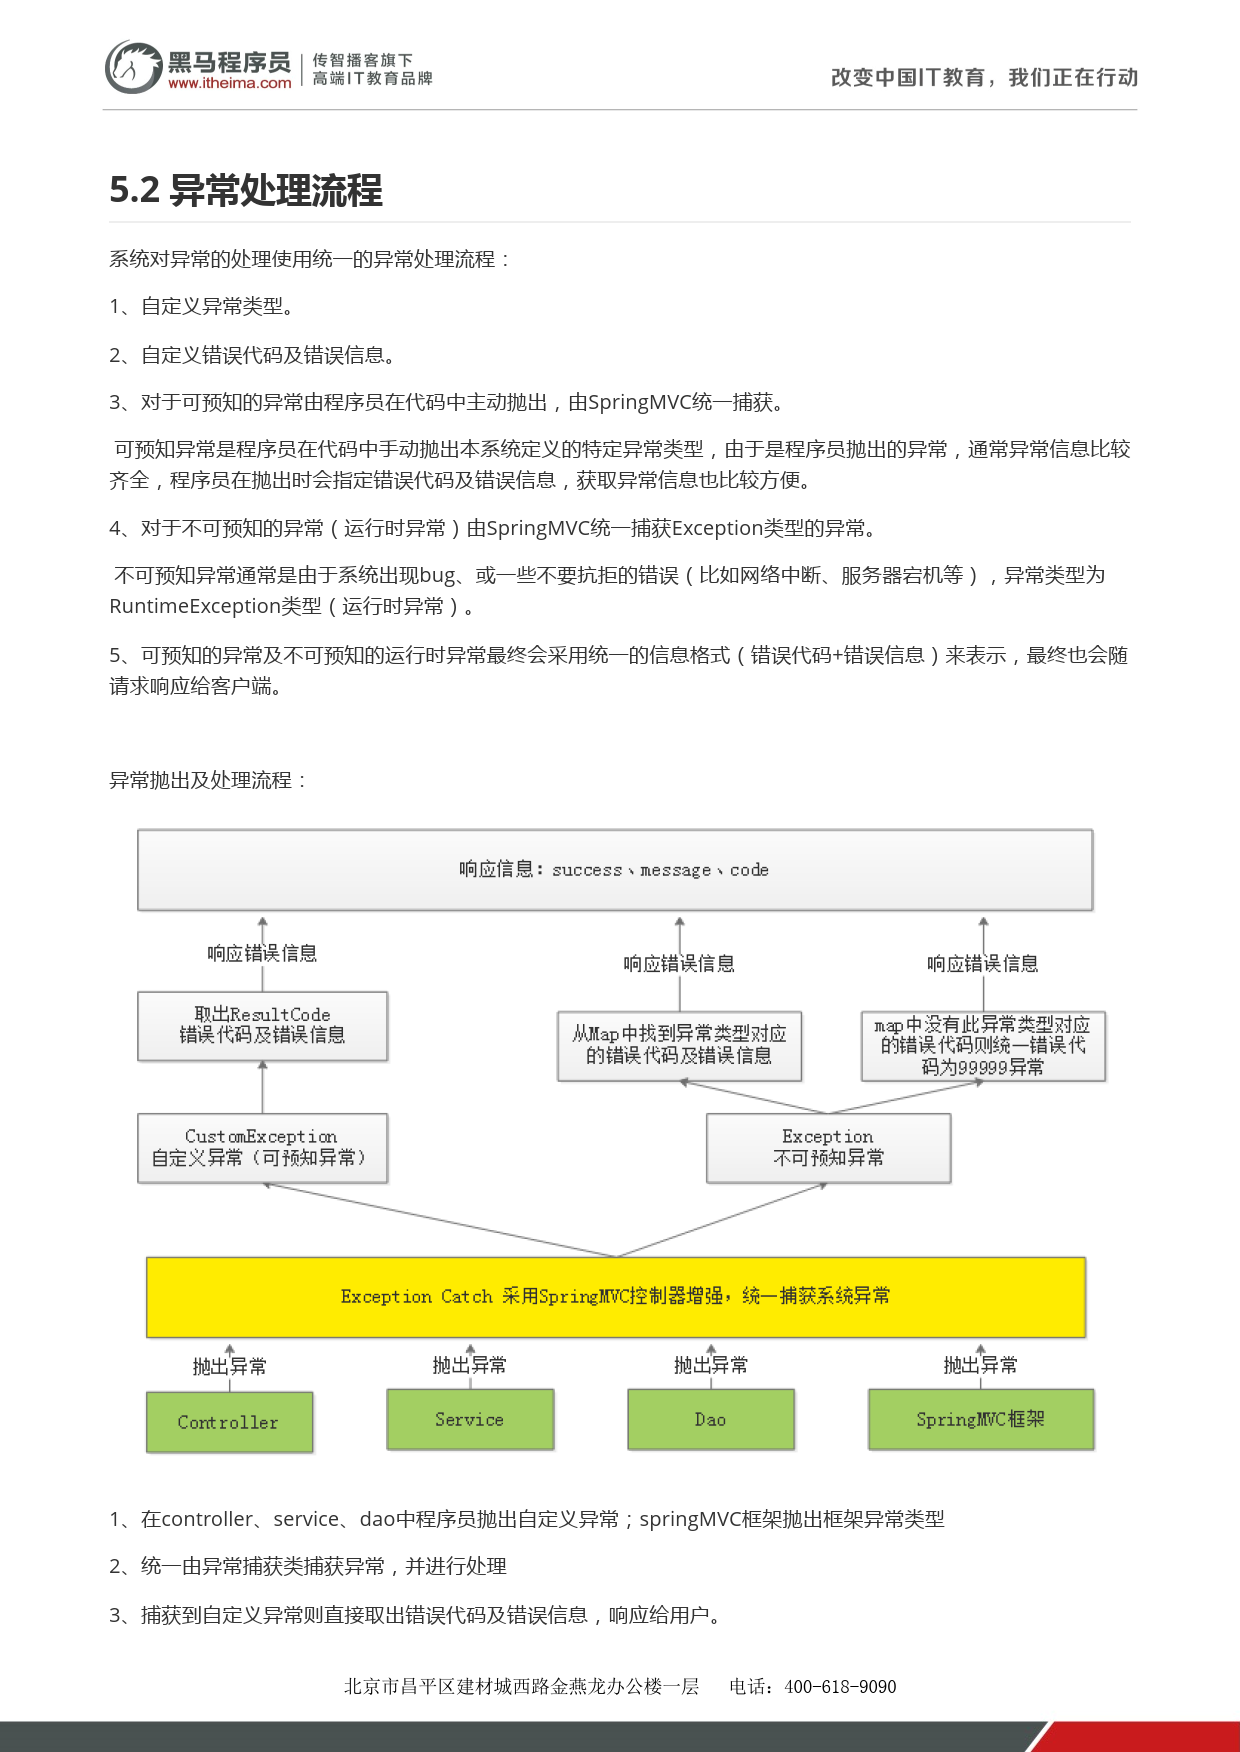 黑马程序员
www.itheima.com
传智播客旗下
高端IT教育品牌
改变中国IT教育，我们正在行动
5.2 异常处理流程
系统对异常的处理使用统一的异常处理流程：
1、自定义异常类型。
2、自定义错误代码及错误信息。
3、对于可预知的异常由程序员在代码中主动抛出，由SpringMVC统一捕获。
可预知异常是程序员在代码中手动抛出本系统定义的特定异常类型，由于是程序员抛出的异常，通常异常信息比较
齐全，程序员在抛出时会指定错误代码及错误信息，获取异常信息也比较方便。
4、对于不可预知的异常（运行时异常）由SpringMVC统一捕获Exception类型的异常。
不可预知异常通常是由于系统出现bug、或一些不要抗拒的错误（比如网络中断、服务器宕机等），异常类型为
RuntimeException类型（运行时异常）。
5、可预知的异常及不可预知的运行时异常最终会采用统一的信息格式（错误代码+错误信息）来表示，最终也会随
请求响应给客户端。
异常抛出及处理流程：
响应信息：success、message、code
响应错误信息
响应错误信息
响应错误信息
取出ResultCode
错误代码及错误信息
从Map中找到异常类型对应
的错误代码及错误信息
map中没有此异常类型对应
的错误代码则统一错误代
码为99999异常
CustomException
自定义异常（可预知异常）
Exception
不可预知异常
Exception Catch 采用SpringMVC控制器增强，统一捕获系统异常
抛出异常
抛出异常
抛出异常
抛出异常
Controller
Service
Dao
SpringMVC框架
1、在controller、service、dao中程序员抛出自定义异常；springMVC框架抛出框架异常类型
2、统一由异常捕获类捕获异常，并进行处理
3、捕获到自定义异常则直接取出错误代码及错误信息，响应给用户。
北京市昌平区建材城西路金燕龙办公楼一层 电话：400-618-9090